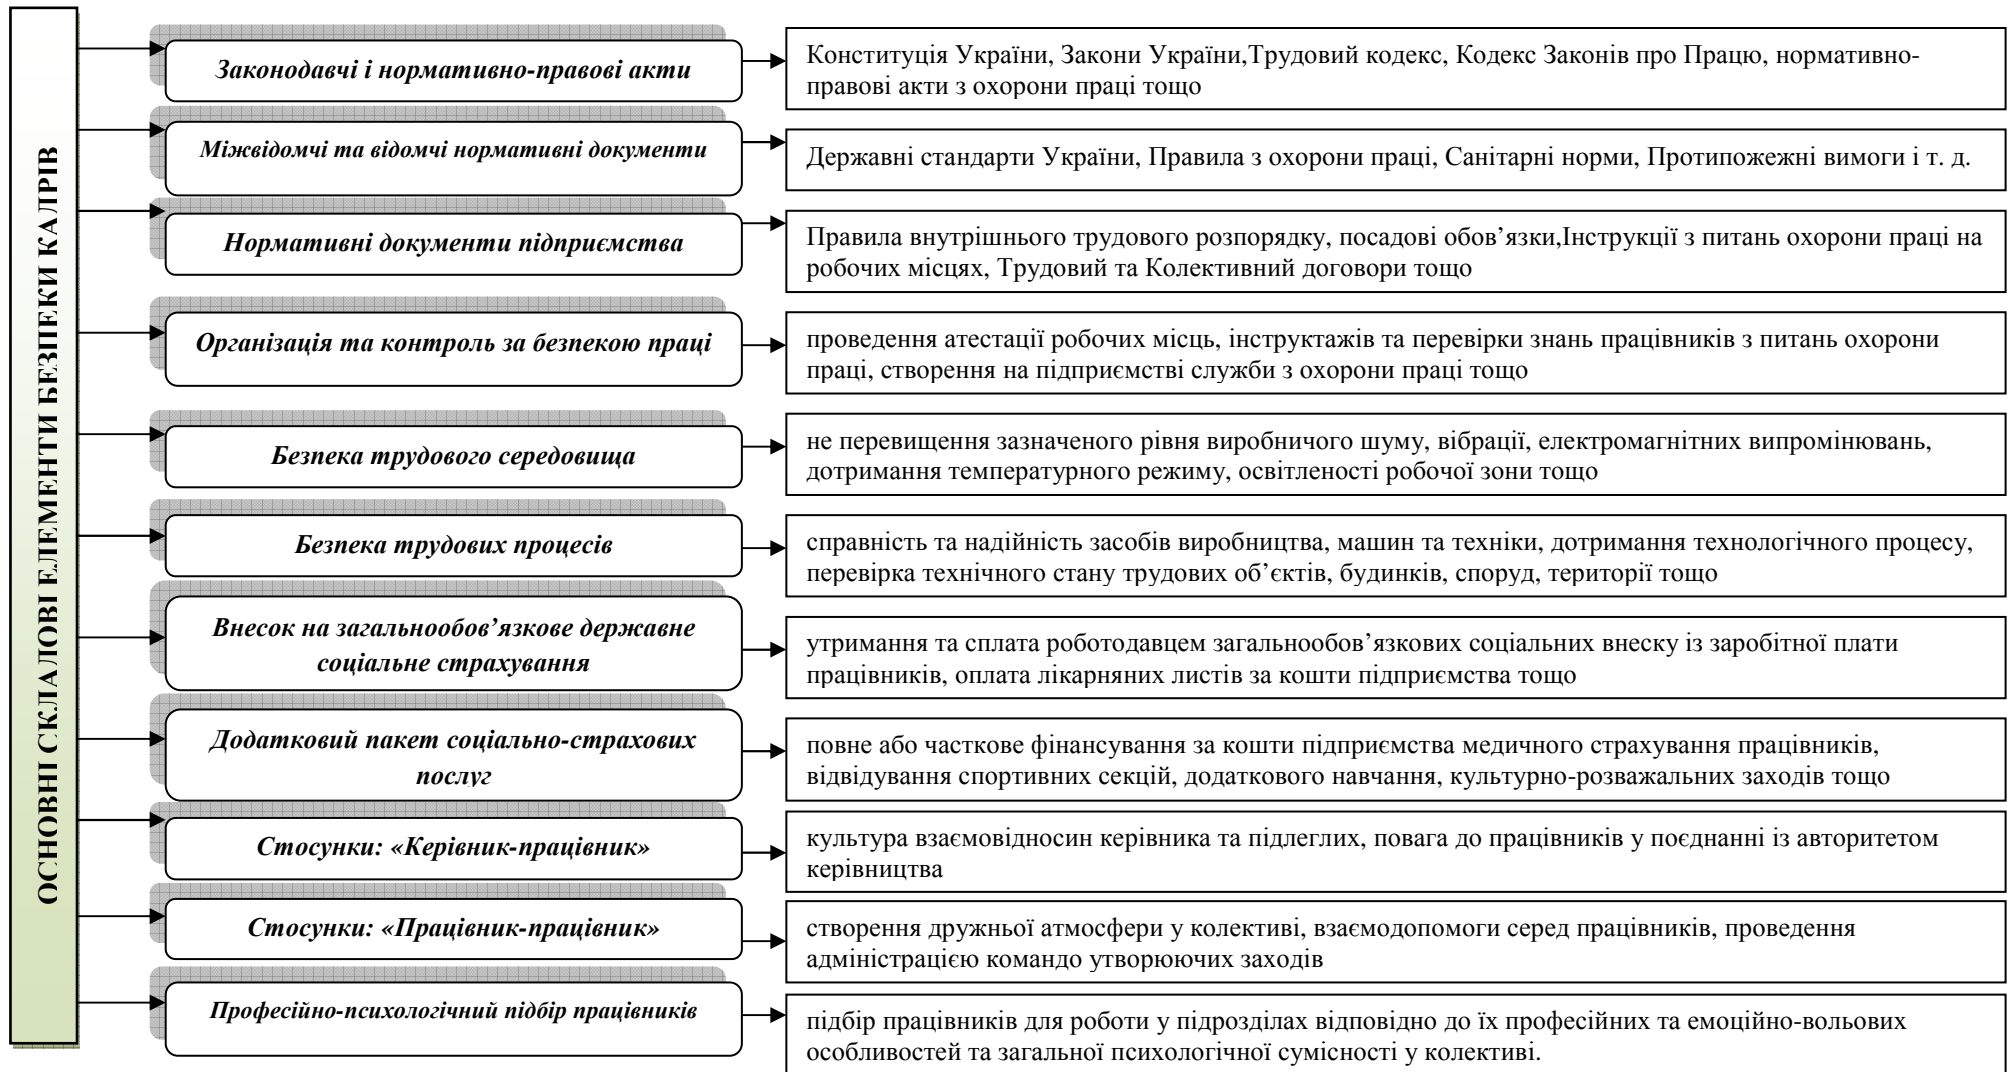 ОСНОВНІ СКЛАДОВІ ЕЛЕМЕНТИ БЕЗПЕКИ КАДРІВ
Законодавчі і нормативно-правові акти
Конституція України, Закони України,Трудовий кодекс, Кодекс Законів про Працю, нормативно-
правові акти з охорони праці тощо
Міжвідомчі та відомчі нормативні документи
Державні стандарти України, Правила з охорони праці, Санітарні норми, Протипожежні вимоги і т. д.
Нормативні документи підприємства
Правила внутрішнього трудового розпорядку, посадові обов’язки,Інструкції з питань охорони праці на
робочих місцях, Трудовий та Колективний договори тощо
Організація та контроль за безпекою праці
проведення атестації робочих місць, інструктажів та перевірки знань працівників з питань охорони
праці, створення на підприємстві служби з охорони праці тощо
Безпека трудового середовища
не перевищення зазначеного рівня виробничого шуму, вібрації, електромагнітних випромінювань,
дотримання температурного режиму, освітленості робочої зони тощо
Безпека трудових процесів
справність та надійність засобів виробництва, машин та техніки, дотримання технологічного процесу,
перевірка технічного стану трудових об’єктів, будинків, споруд, території тощо
Внесок на загальнообов’язкове державне
соціальне страхування
утримання та сплата роботодавцем загальнообов’язкових соціальних внеску із заробітної плати
працівників, оплата лікарняних листів за кошти підприємства тощо
Додатковий пакет соціально-страхових
послуг
повне або часткове фінансування за кошти підприємства медичного страхування працівників,
відвідування спортивних секцій, додаткового навчання, культурно-розважальних заходів тощо
Стосунки: «Керівник-працівник»
культура взаємовідносин керівника та підлеглих, повага до працівників у поєднанні із авторитетом
керівництва
Стосунки: «Працівник-працівник»
створення дружньої атмосфери у колективі, взаємодопомоги серед працівників, проведення
адміністрацією командо утворюючих заходів
Професійно-психологічний підбір працівників
підбір працівників для роботи у підрозділах відповідно до їх професійних та емоційно-вольових
особливостей та загальної психологічної сумісності у колективі.